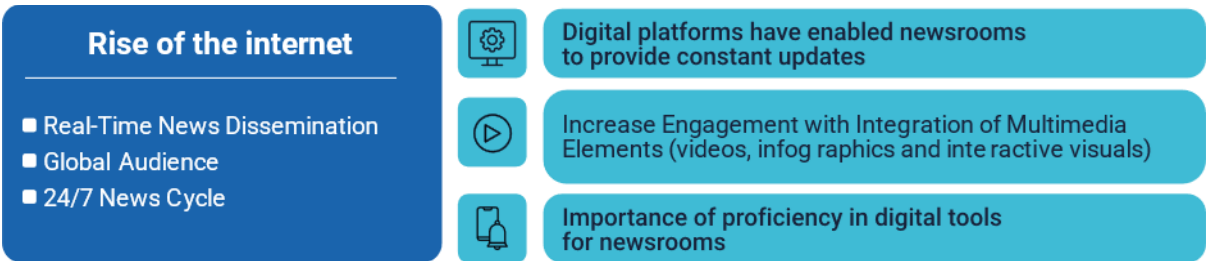 Rise of the internet
Real-Time News Dissemination
Global Audience
24/7 News Cycle
Digital platforms have enabled newsrooms
to provide constant updates
Increase Engagement with Integration of Multimedia
Elements (videos, infog raphics and inte ractive visuals)
Importance of proficiency in digital tools
for newsrooms